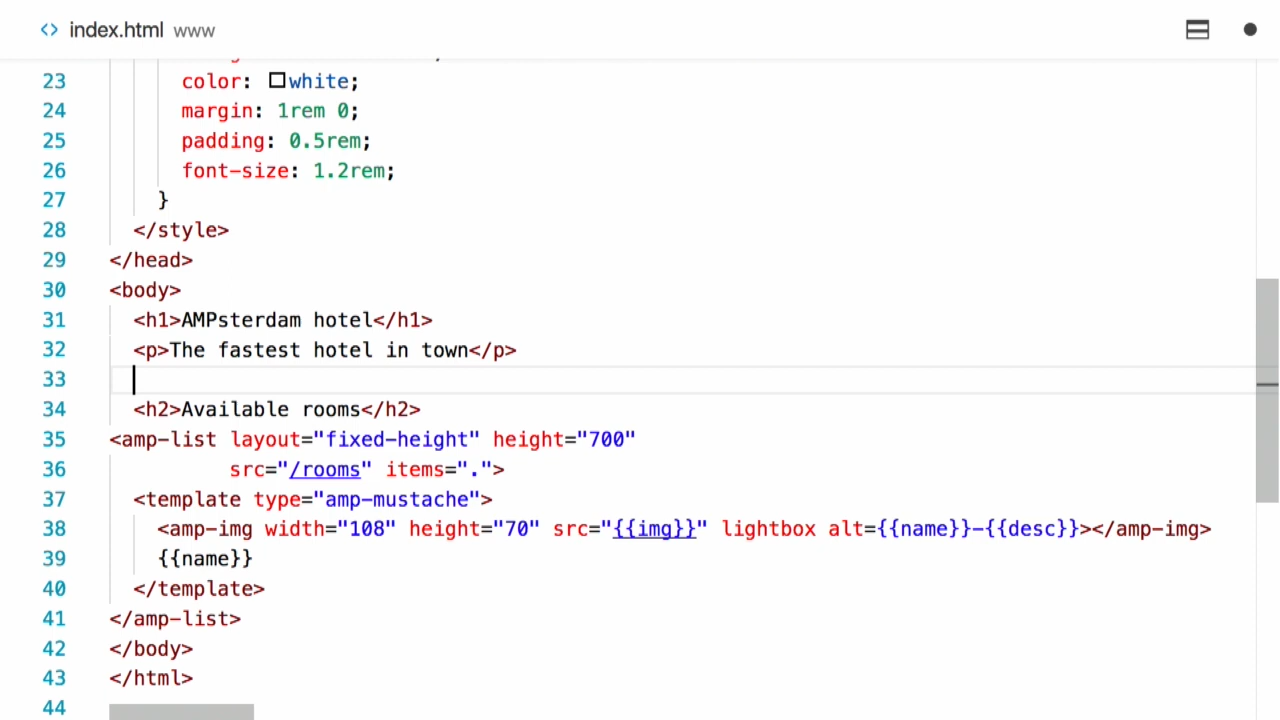 <> index.html www
23 color: white;
24 margin: 1rem 0;
25 padding: 0.5rem;
26 font-size: 1.2rem;
27 }
28 </style>
29 </head>
30 <body>
31 <h1>AMPsterdam hotel</h1>
32 <p>The fastest hotel in town</p>
33
34 <h2>Available rooms</h2>
35 <amp-list layout="fixed-height" height="700"
36 src="/rooms" items=".">
37 <template type="amp-mustache">
38 <amp-img width="108" height="70" src="{{img}}" lightbox alt={{name}}-{{desc}}></amp-img>
39 {{name}}
40 </template>
41 </amp-list>
42 </body>
43 </html>
44